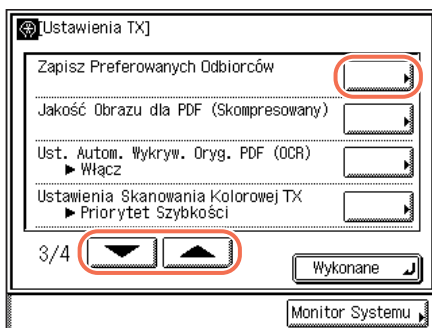 [Ustawienia TX]
Zapisz Preferowanych Odbiorców
Jakość Obrazu dla PDF (Skompresowany)
Ust. Autom. Wykryw. Oryg. PDF (OCR)
▶ Włącz
Ustawienia Skanowania Kolorowej TX
▶ Priorytet Szybkości
3/4
Wykonane
Monitor Systemu